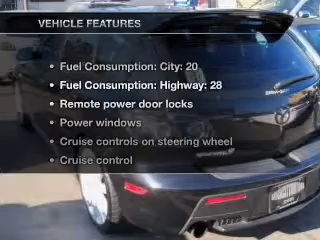 VEHICLE FEATURES
• Fuel Consumption: City: 20
• Fuel Consumption: Highway: 28
• Remote power door locks
• Power windows
• Cruise controls on steering wheel
• Cruise control